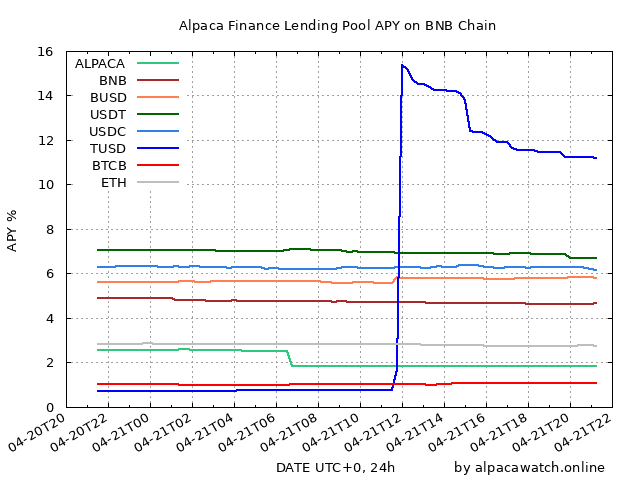 Alpaca Finance Lending Pool APY on BNB Chain
16
14
12
10
8
6
4
2
0
APY %
ALPACA
BNB
BUSD
USDT
USDC
TUSD
BTCB
ETH
04-20T20
04-20T22
04-21T00
04-21T02
04-21T04
04-21T06
04-21T08
04-21T10
04-21T12
04-21T14
04-21T16
04-21T18
04-21T20
04-21T22
DATE UTC+0, 24h
by alpacawatch.online